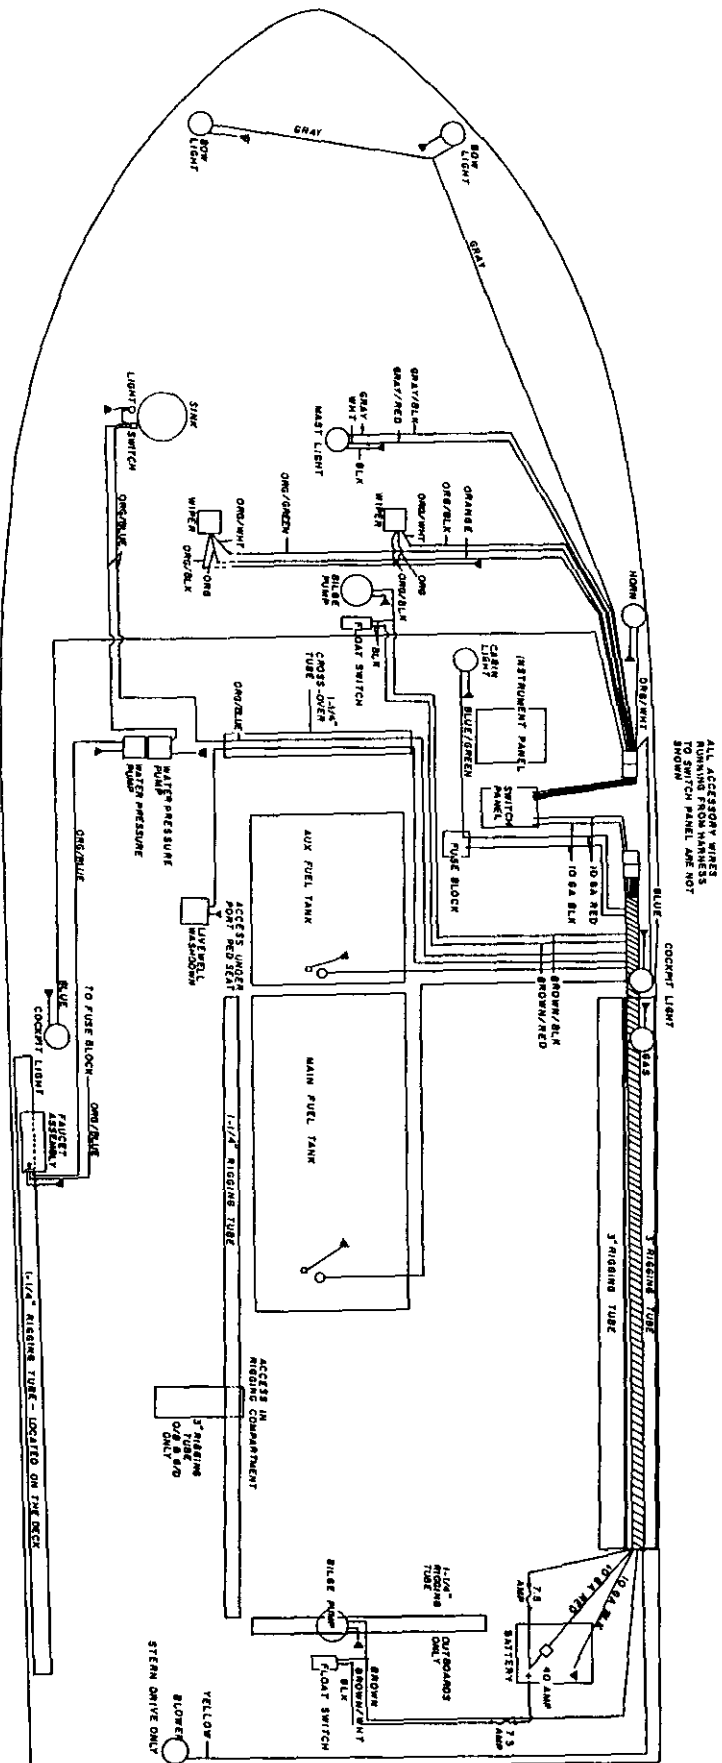 GRAY
BOW
LIGHT
BOW
LIGHT
GRAY
SINK
LIGHT
SWITCH
ORG/BLUE
GRAY/BLK
GRAY/RED
GRAY
WHT
BLK
MAST LIGHT
ORANGE
ORG/BLK
ORG/WHT
WIPER
ORG
ORG/BLK
ORG/GREEN
ORG/WHT
WIPER
ORG
ORG/BLK
HORN
ORG/WHT
BILGE
PUMP
BLK
FLOAT SWITCH
CABIN
LIGHT
BLUE/GREEN
INSTRUMENT PANEL
SWITCH
PANEL
FUSE BLOCK
10 GA RED
10 GA BLK
ALL ACCESSORY WIRES
RUNNING FROM HARNESS
TO SWITCH PANEL ARE NOT
SHOWN
BLUE
COCKPIT LIGHT
GAS
BROWN/BLK
BROWN/RED
1-1/4"
CROSS-OVER
TUBE
ORG/BLUE
WATER PRESSURE
PUMP
WATER PRESSURE
PUMP
ORG/BLUE
AUX FUEL TANK
LIVEWELL
WASHDOWN
ACCESS UNDER
PORT PED SEAT
MAIN FUEL TANK
BLUE
COCKPIT LIGHT
TO FUSE BLOCK
ORG/BLUE
FAUCET
ASSEMBLY
1-1/4" RIGGING TUBE
3" RIGGING TUBE
3" RIGGING TUBE
1-1/4" RIGGING TUBE - LOCATED ON THE DECK
ACCESS IN
RIGGING COMPARTMENT
3" RIGGING
TUBE
O/B & S/D
ONLY
1-1/4"
RIGGING
TUBE
OUTBOARDS
ONLY
BILGE PUMP
FLOAT SWITCH
BLK
BROWN/WHT
BROWN
7.5
AMP
10 GA RED
10 GA BLK
BATTERY
+
40 AMP
7.5
AMP
YELLOW
BLOWER
STERN DRIVE ONLY